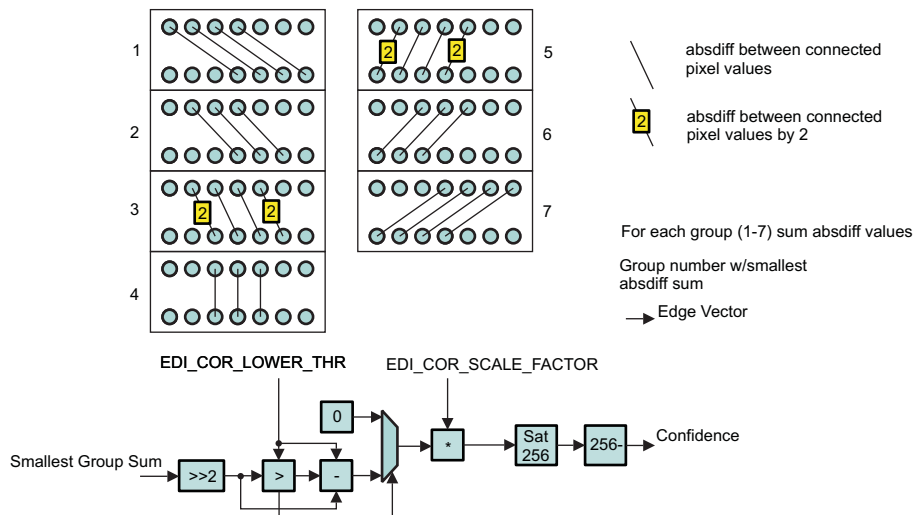 1
2
3
2
2
4
5
2
2
6
7
absdiff between connected
pixel values
2
absdiff between connected
pixel values by 2
For each group (1-7) sum absdiff values
Group number w/smallest
absdiff sum
Edge Vector
EDI_COR_LOWER_THR
EDI_COR_SCALE_FACTOR
0
Smallest Group Sum
>>2
>
-
*
Sat
256
256-
Confidence